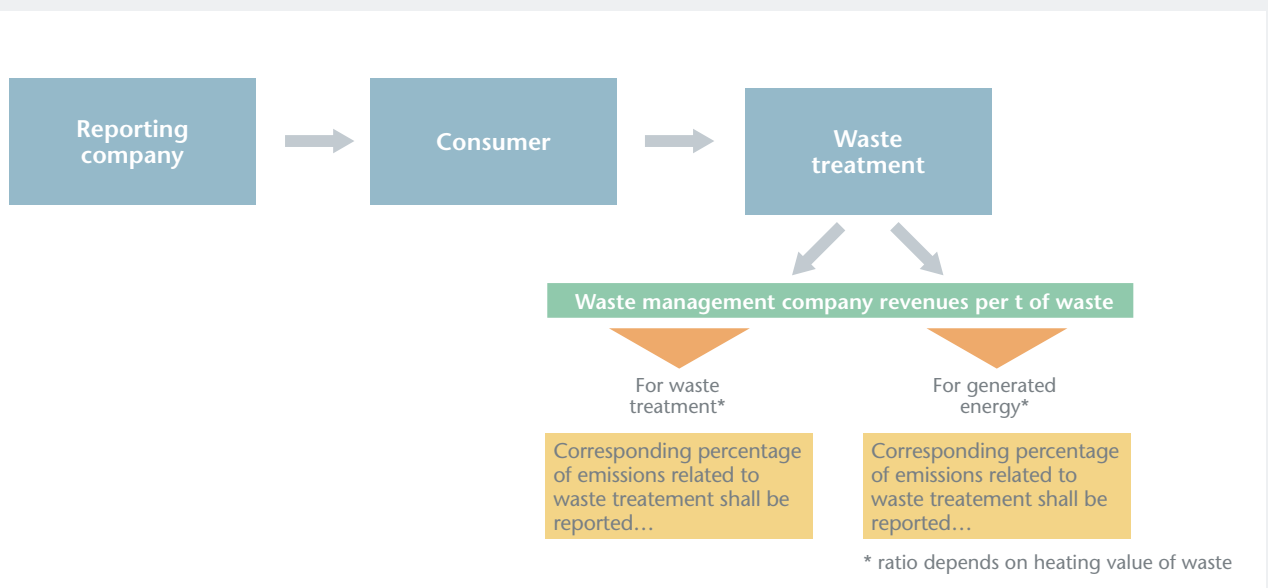 Reporting
company
Consumer
Waste
treatment
Waste management company revenues per t of waste
For waste
treatment*
For generated
energy*
Corresponding percentage
of emissions related to
waste treatement shall be
reported…
Corresponding percentage
of emissions related to
waste treatement shall be
reported…
* ratio depends on heating value of waste